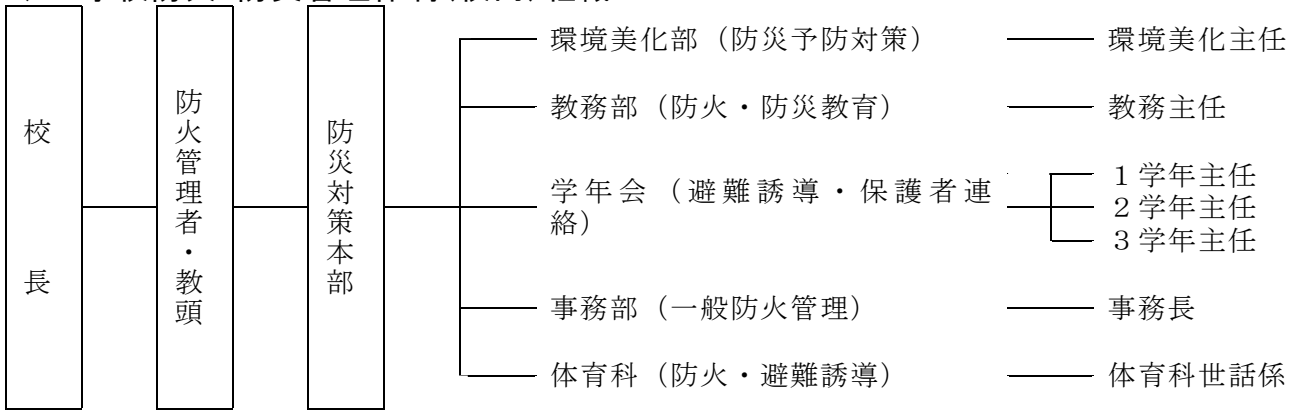 校長
防火管理者・教頭
防災対策本部
環境美化部（防災予防対策）
環境美化主任
教務部（防火・防災教育）
教務主任
学年会（避難誘導・保護者連
絡）
１学年主任
２学年主任
３学年主任
事務部（一般防火管理）
事務長
体育科（防火・避難誘導）
体育科世話係